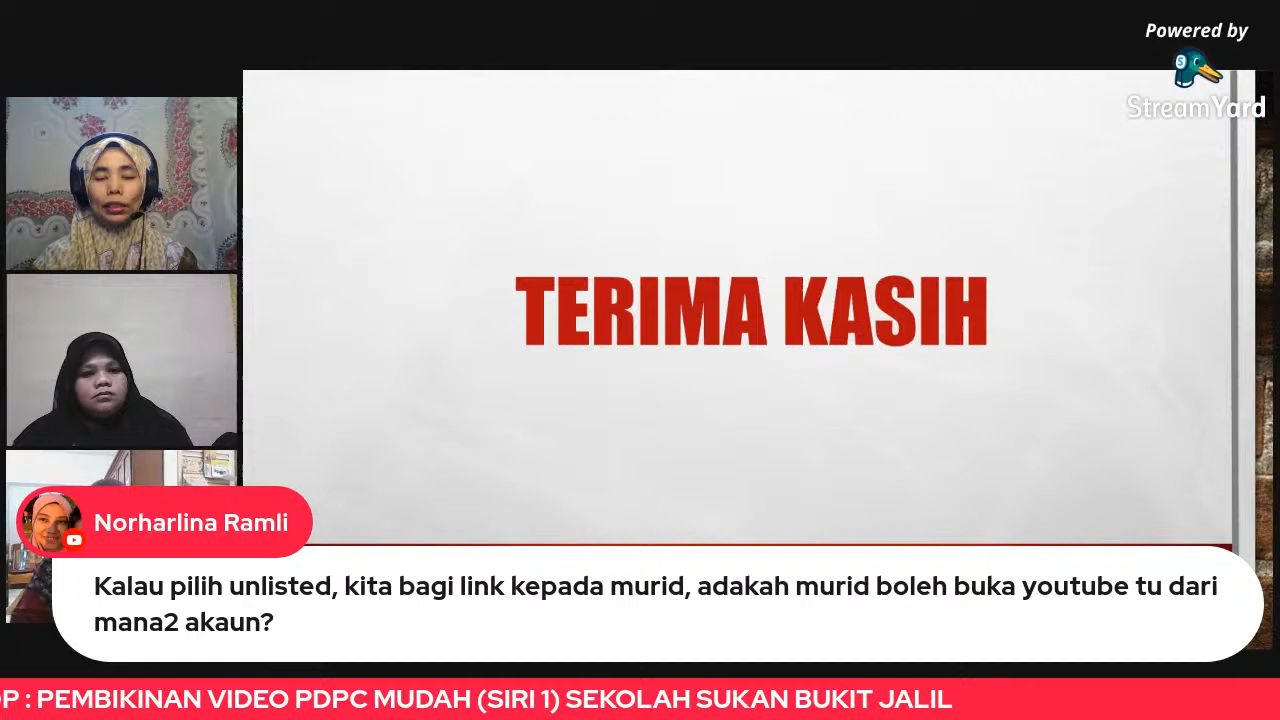 Powered by
StreamYard
TERIMA KASIH
Norharlina Ramli
Kalau pilih unlisted, kita bagi link kepada murid, adakah murid boleh buka youtube tu dari
mana2 akaun?
P : PEMBIKINAN VIDEO PDPC MUDAH (SIRI 1) SEKOLAH SUKAN BUKIT JALIL